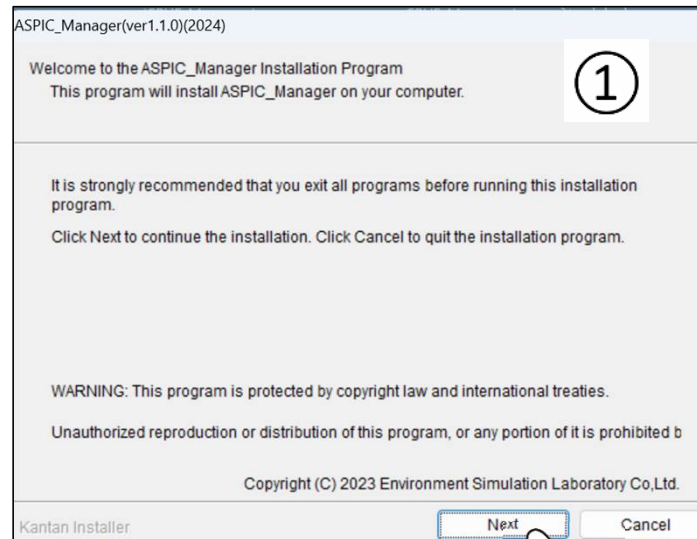 ASPIC_Manager(ver1.1.0)(2024)
Welcome to the ASPIC_Manager Installation Program
This program will install ASPIC_Manager on your computer.
①
It is strongly recommended that you exit all programs before running this installation
program.
Click Next to continue the installation. Click Cancel to quit the installation program.
WARNING: This program is protected by copyright law and international treaties.
Unauthorized reproduction or distribution of this program, or any portion of it is prohibited b
Copyright (C) 2023 Environment Simulation Laboratory Co,Ltd.
Kantan Installer
Next
Cancel